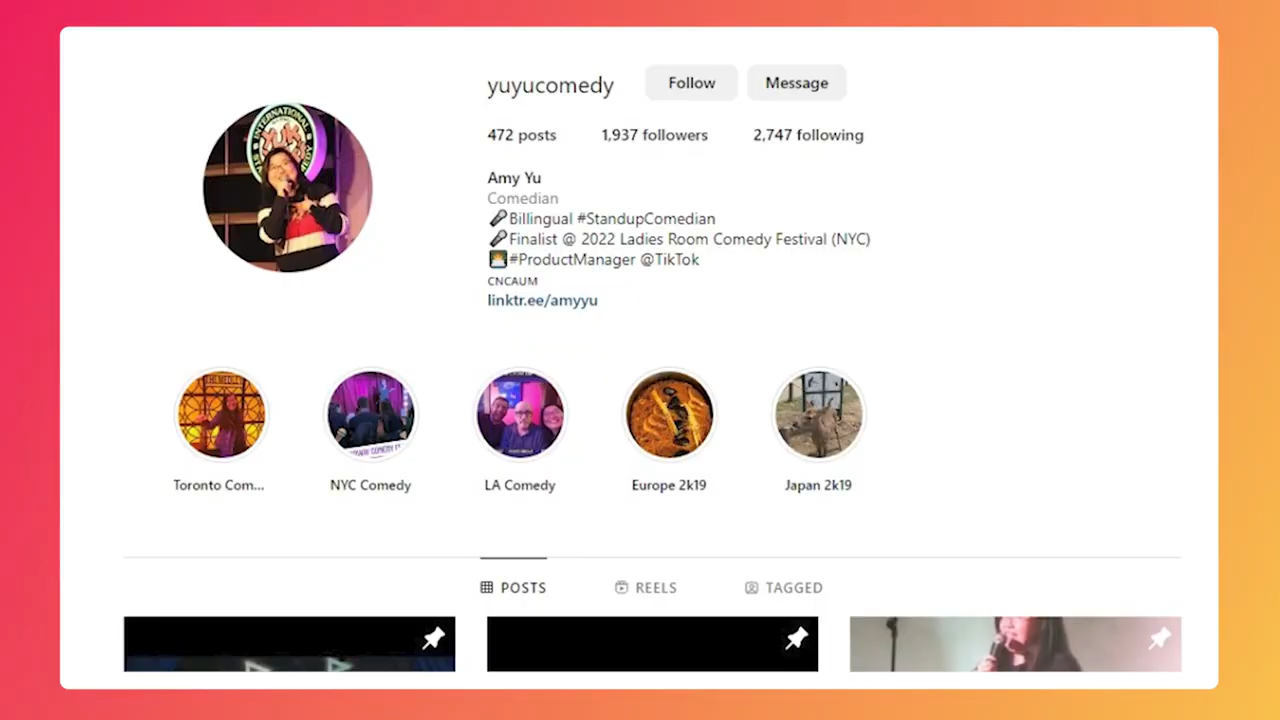 yuyucomedy
Follow
Message
472 posts
1,937 followers
2,747 following
Amy Yu
Comedian
🎤Billingual #StandupComedian
🎤Finalist @ 2022 Ladies Room Comedy Festival (NYC)
🌅#ProductManager @TikTok
CNCAUM
linktr.ee/amyyu
INTERNATIONAL
YUK
Toronto Com...
NYC Comedy
LA Comedy
Europe 2k19
Japan 2k19
POSTS
REELS
TAGGED